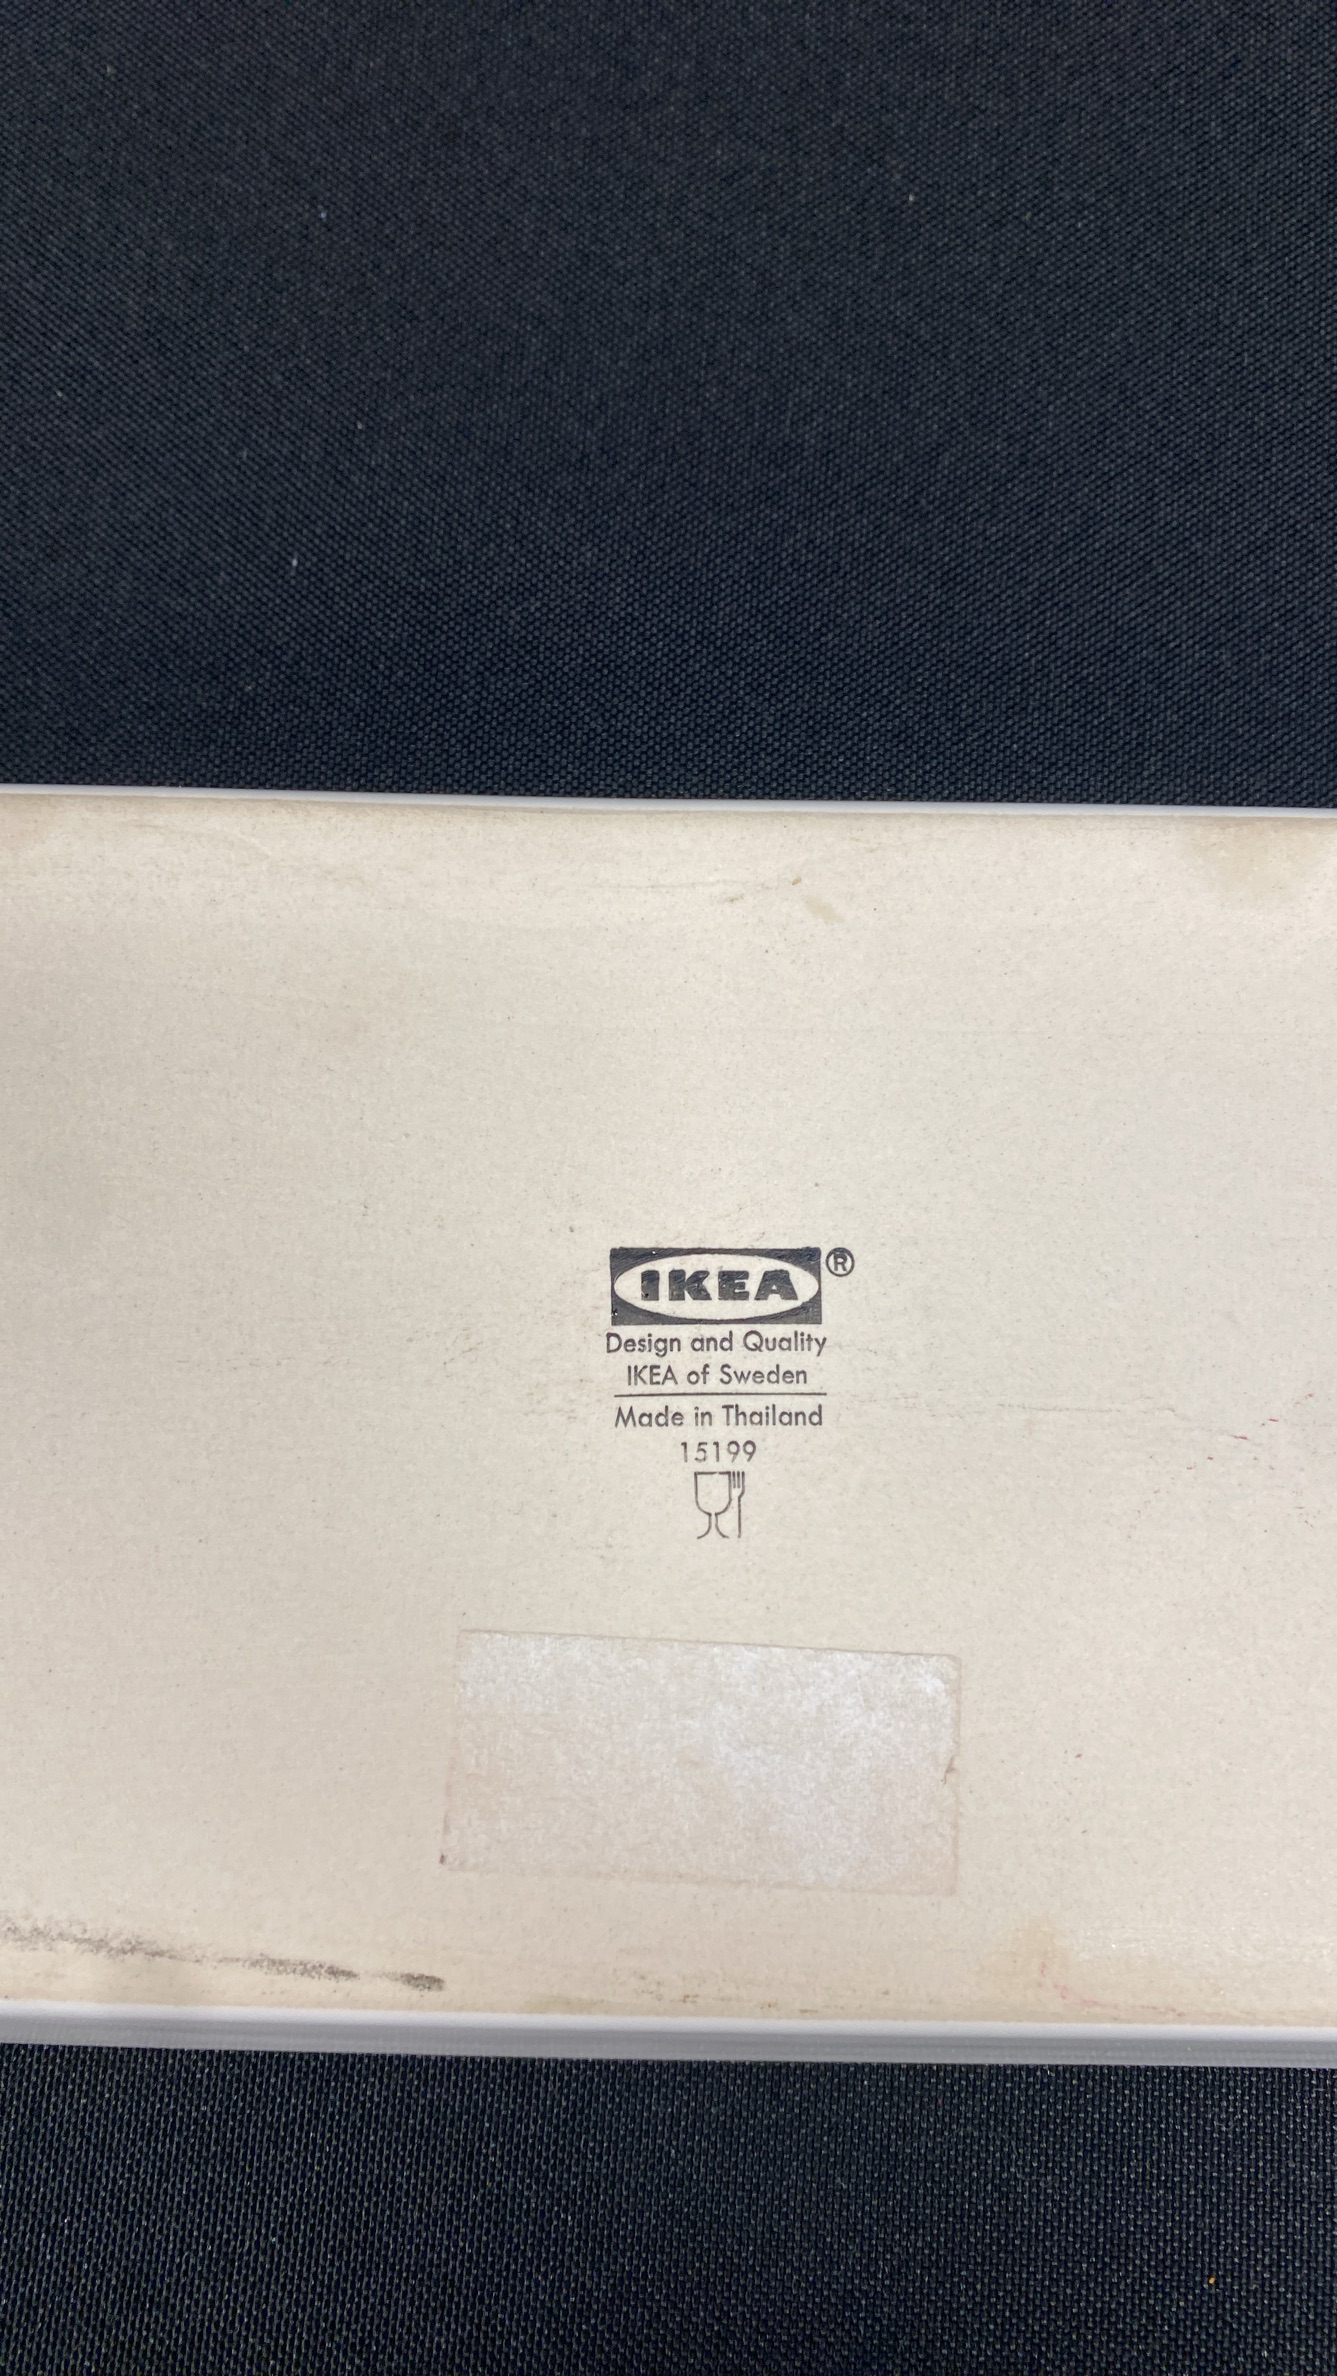 IKEA®
Design and Quality
IKEA of Sweden
Made in Thailand
15199